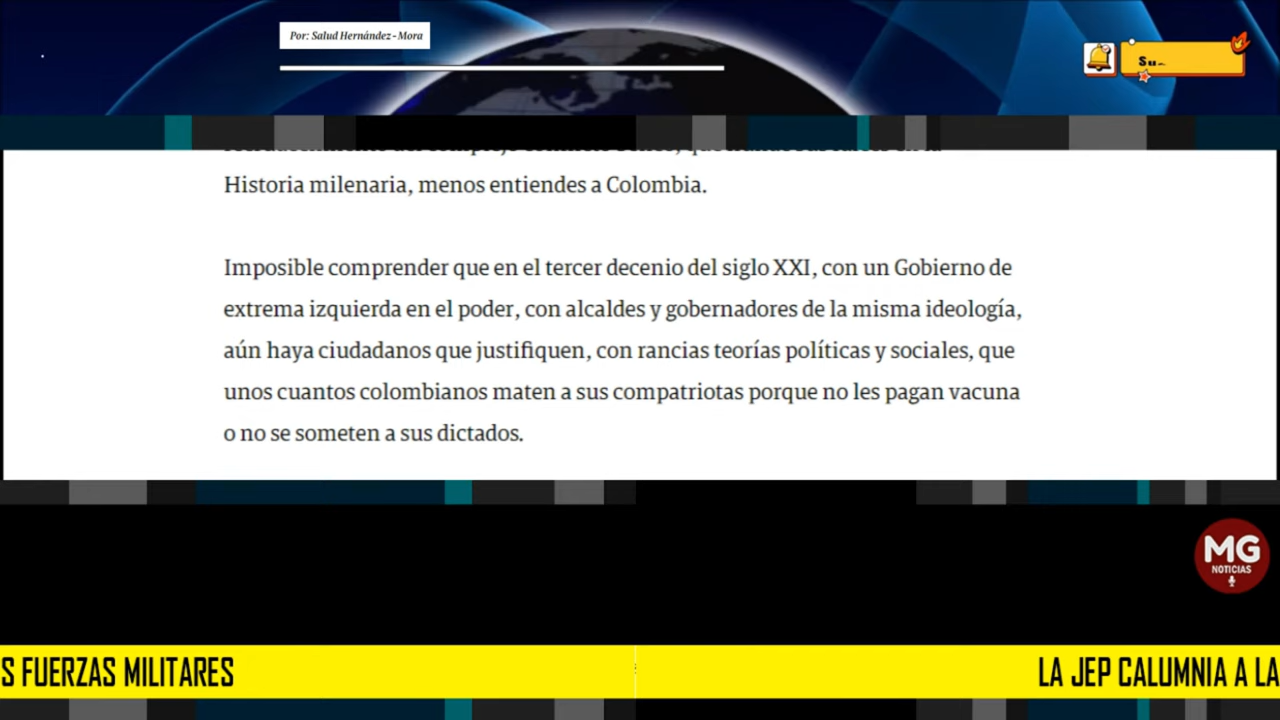 Por: Salud Hernández-Mora
Historia milenaria, menos entiendes a Colombia.
Imposible comprender que en el tercer decenio del siglo XXI, con un Gobierno de
extrema izquierda en el poder, con alcaldes y gobernadores de la misma ideología,
aún haya ciudadanos que justifiquen, con rancias teorías políticas y sociales, que
unos cuantos colombianos maten a sus compatriotas porque no les pagan vacuna
o no se someten a sus dictados.
MG
NOTICIAS
S FUERZAS MILITARES
LA JEP CALUMNIA A LA